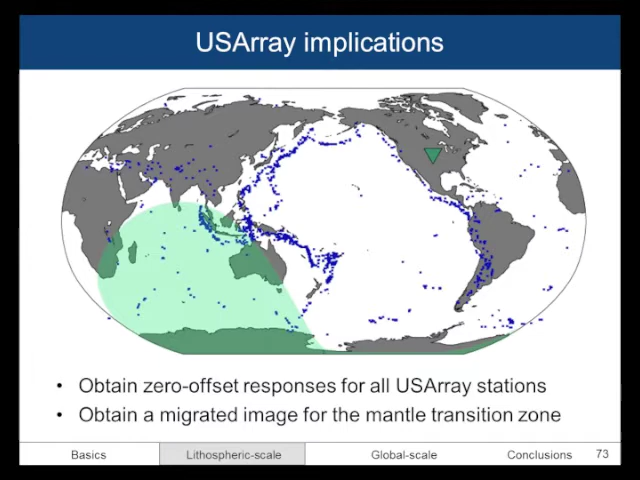 USArray implications
• Obtain zero-offset responses for all USArray stations
• Obtain a migrated image for the mantle transition zone
Basics Lithospheric-scale Global-scale Conclusions 73